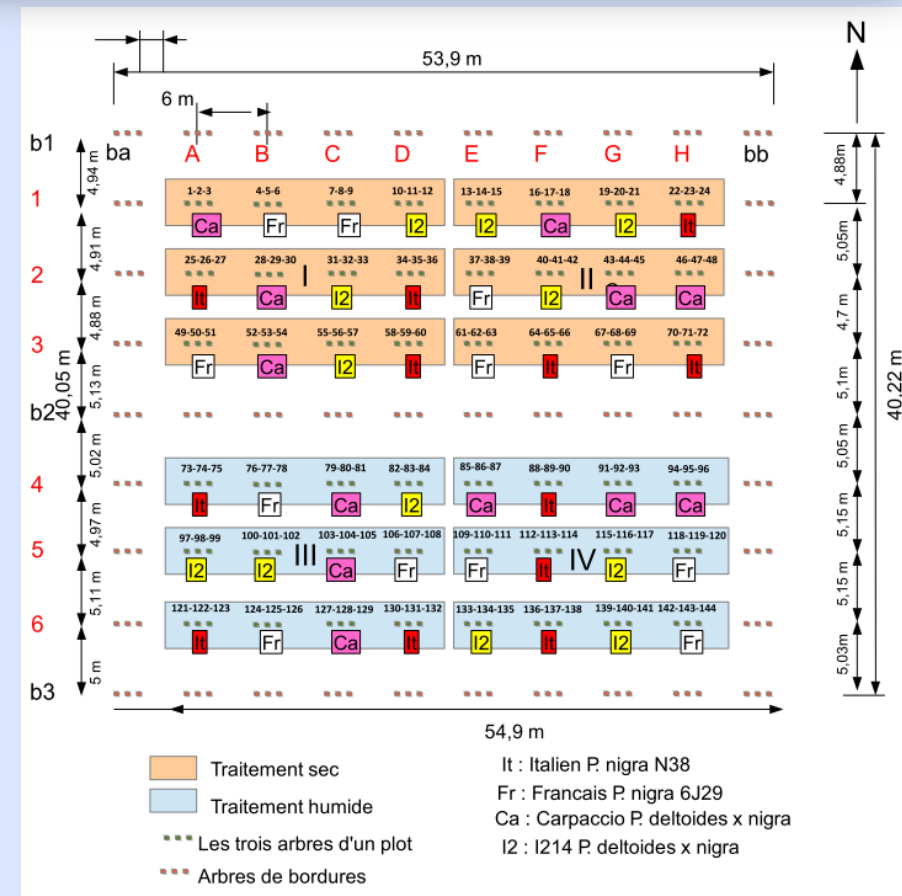 N
53,9 m
6 m
b1
ba
A
B
C
D
E
F
G
H
bb
4,94 m
4,88m
1
1-2-3
4-5-6
7-8-9
10-11-12
13-14-15
16-17-18
19-20-21
22-23-24
Ca
Fr
Fr
I2
I2
Ca
I2
It
4,91 m
5,05m
2
25-26-27
28-29-30
I
31-32-33
34-35-36
37-38-39
40-41-42
II
43-44-45
46-47-48
It
Ca
I2
It
Fr
I2
Ca
Ca
4,88 m
4,7 m
3
49-50-51
52-53-54
55-56-57
58-59-60
61-62-63
64-65-66
67-68-69
70-71-72
Fr
Ca
I2
It
Fr
It
Fr
It
40,05 m
5,13 m
5,1m
40,22 m
b2
5,02 m
5,05 m
4
73-74-75
76-77-78
79-80-81
82-83-84
85-86-87
88-89-90
91-92-93
94-95-96
It
Fr
Ca
I2
Ca
It
Ca
Ca
4,97 m
5,15 m
5
97-98-99
100-101-102
III
103-104-105
106-107-108
109-110-111
112-113-114
IV
115-116-117
118-119-120
I2
I2
Ca
Fr
Fr
It
I2
Fr
5,11 m
5,15 m
6
121-122-123
124-125-126
127-128-129
130-131-132
133-134-135
136-137-138
139-140-141
142-143-144
It
Fr
Ca
It
I2
It
I2
Fr
5 m
5,03m
b3
54,9 m
Traitement sec
Traitement humide
Les trois arbres d'un plot
Arbres de bordures
It : Italien P. nigra N38
Fr : Francais P. nigra 6J29
Ca : Carpaccio P. deltoides x nigra
I2 : I214 P. deltoides x nigra